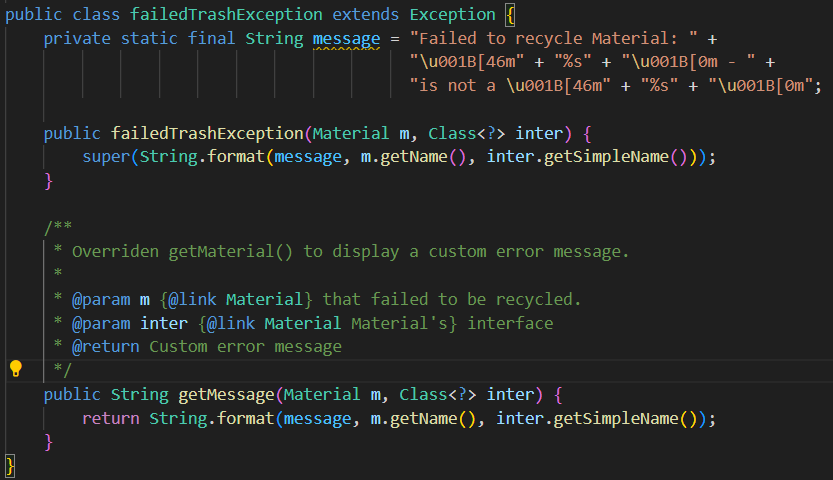 public class failedTrashException extends Exception {
    private static final String message = "Failed to recycle Material: " +
                                          "\u001B[46m" + "%s" + "\u001B[0m - " +
                                          "is not a \u001B[46m" + "%s" + "\u001B[0m";

    public failedTrashException(Material m, Class<?> inter) {
        super(String.format(message, m.getName(), inter.getSimpleName()));
    }

    /**
     * Overriden getMaterial() to display a custom error message.
     *
     * @param m {@link Material} that failed to be recycled.
     * @param inter {@link Material Material's} interface
     * @return Custom error message
     */
    public String getMessage(Material m, Class<?> inter) {
        return String.format(message, m.getName(), inter.getSimpleName());
    }
}